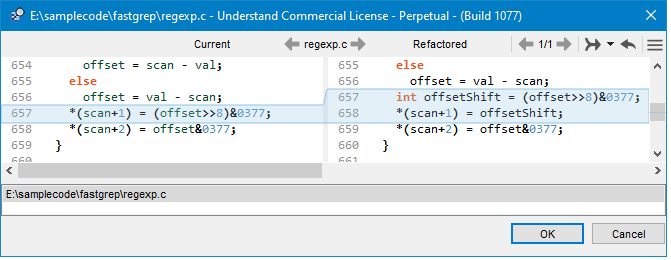 E:\samplecode\fastgrep\regexp.c - Understand Commercial License - Perpetual - (Build 1077)
Current regexp.c Refactored 1/1
654 offset = scan - val;
655 else
656 offset = val - scan;
657 *(scan+1) = (offset>>8)&0377;
658 *(scan+2) = offset&0377;
659 }
660
655 else
656 offset = val - scan;
657 int offsetShift = (offset>>8)&0377;
658 *(scan+1) = offsetShift;
659 *(scan+2) = offset&0377;
660 }
661
E:\samplecode\fastgrep\regexp.c
OK Cancel